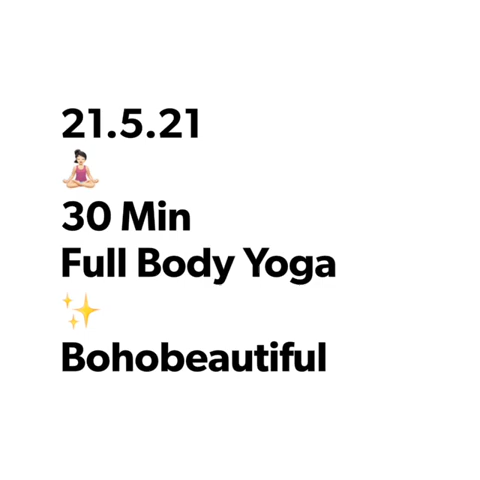 21.5.21
🧘🏻‍♀️
30 Min
Full Body Yoga
✨
Bohobeautiful